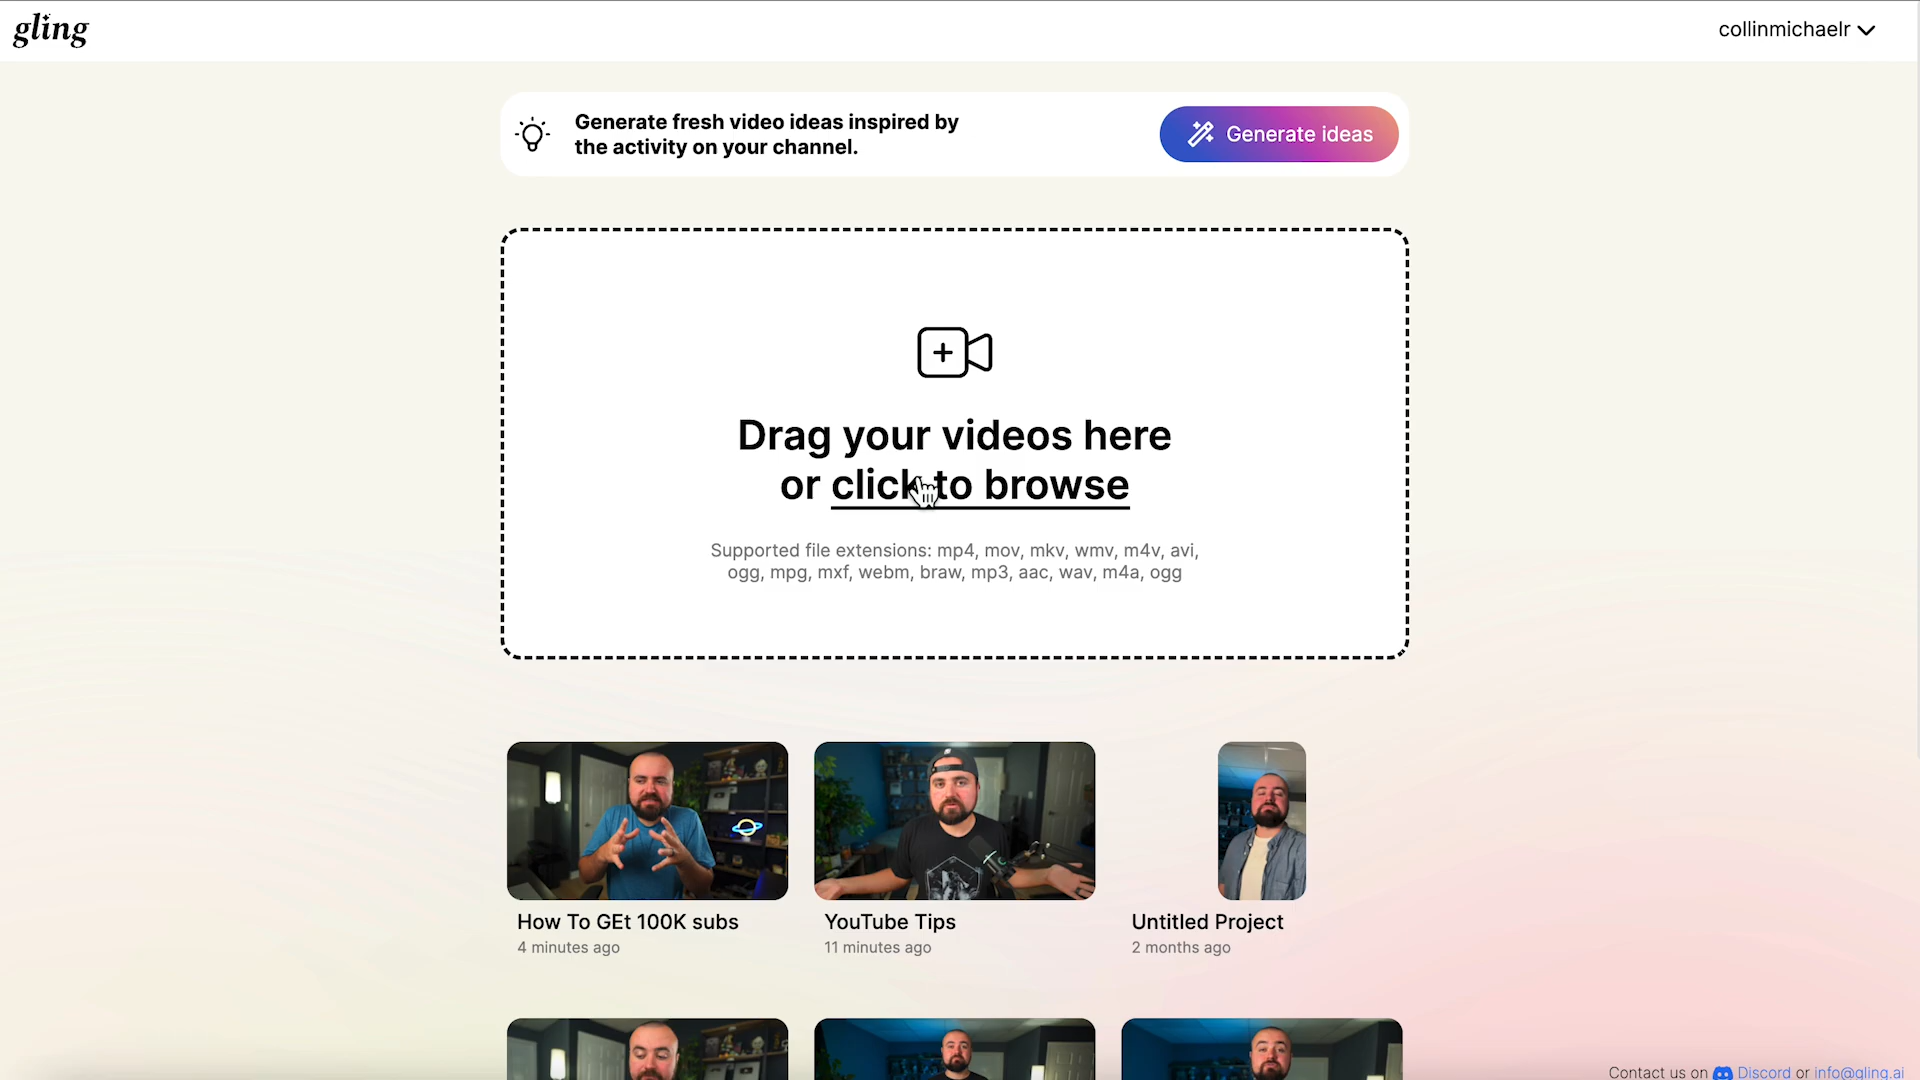 gling
collinmichaelr
Generate fresh video ideas inspired by
the activity on your channel.
Generate ideas
Drag your videos here
or click to browse
Supported file extensions: mp4, mov, mkv, wmv, m4v, avi,
ogg, mpg, mxf, webm, braw, mp3, aac, wav, m4a, ogg
How To GEt 100K subs
4 minutes ago
YouTube Tips
11 minutes ago
Untitled Project
2 months ago
Contact us on Discord or info@gling.ai